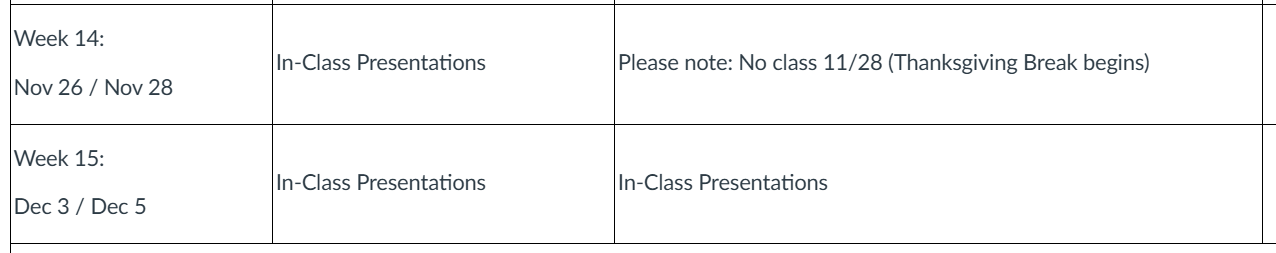 Week 14:
Nov 26 / Nov 28
In-Class Presentations
Please note: No class 11/28 (Thanksgiving Break begins)
Week 15:
Dec 3 / Dec 5
In-Class Presentations
In-Class Presentations